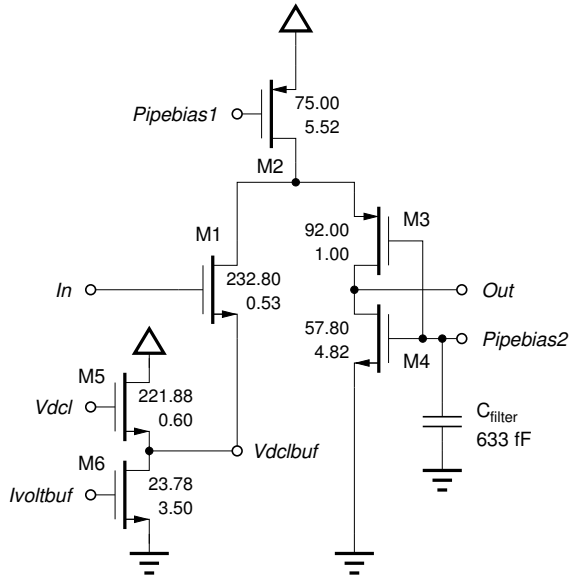 Pipebias1
75.00
5.52
M2
M1
92.00
1.00
M3
In
232.80
0.53
Out
57.80
4.82
M4
Pipebias2
M5
Vdcl
221.88
0.60
Cfilter
633 fF
Vdclbuf
M6
Ivoltbuf
23.78
3.50